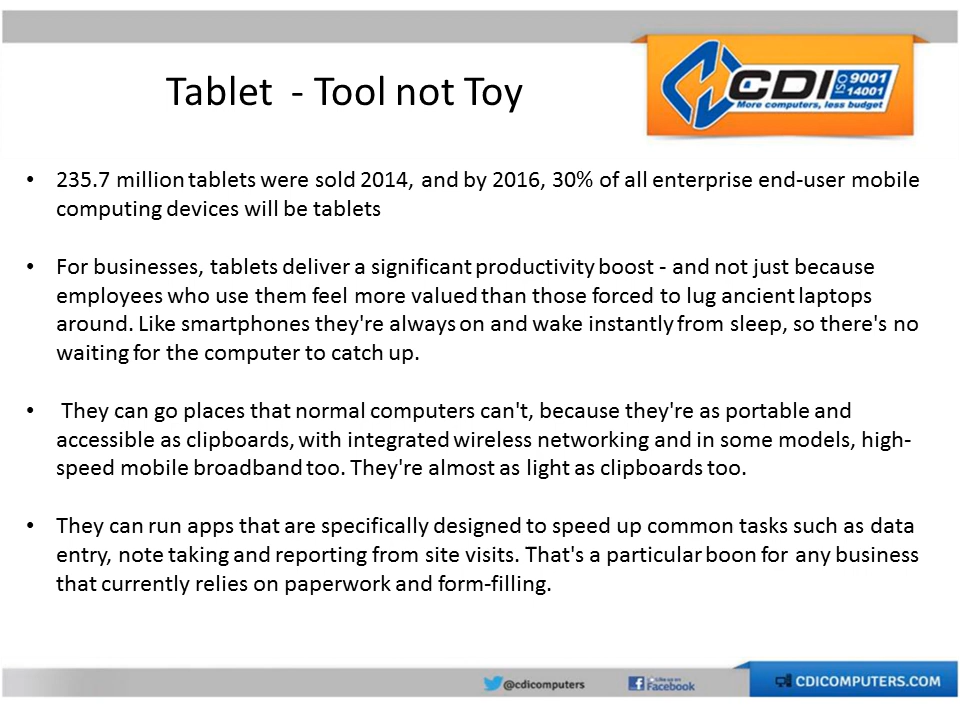 Tablet - Tool not Toy
CDI ISO 9001 14001
More computers, less budget
• 235.7 million tablets were sold 2014, and by 2016, 30% of all enterprise end-user mobile
computing devices will be tablets
• For businesses, tablets deliver a significant productivity boost - and not just because
employees who use them feel more valued than those forced to lug ancient laptops
around. Like smartphones they're always on and wake instantly from sleep, so there's no
waiting for the computer to catch up.
• They can go places that normal computers can't, because they're as portable and
accessible as clipboards, with integrated wireless networking and in some models, high-
speed mobile broadband too. They're almost as light as clipboards too.
• They can run apps that are specifically designed to speed up common tasks such as data
entry, note taking and reporting from site visits. That's a particular boon for any business
that currently relies on paperwork and form-filling.
@cdicomputers
Like us on
Facebook
CDICOMPUTERS.COM